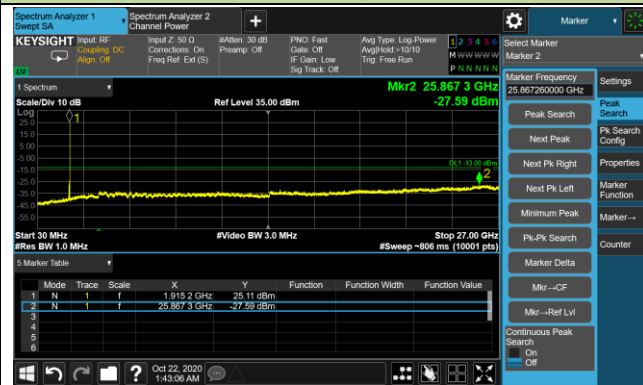 Spectrum Analyzer 1
Swept SA
Spectrum Analyzer 2
Channel Power
Marker
KEYSIGHT
Input: RF
Coupling: DC
Align: Off
Input Z: 50 Ω
Corrections: On
Freq Ref: Ext (S)
#Atten: 30 dB
Preamp: Off
PNO: Fast
Gate: Off
IF Gain: Low
Sig Track: Off
Avg Type: Log-Power
Avg|Hold:>10/10
Trig: Free Run
1 2 3 4 5 6
M W W W W W
P N N N N N
Select Marker
Marker 2
1 Spectrum
Mkr2 25.867 3 GHz
-27.59 dBm
Scale/Div 10 dB
Ref Level 35.00 dBm
Log
25.0
15.0
5.00
-5.00
-15.0
-25.0
-35.0
-45.0
-55.0
1
DL1 -13.00 dBm
2
Start 30 MHz
#Res BW 1.0 MHz
#Video BW 3.0 MHz
Stop 27.00 GHz
#Sweep ~806 ms (10001 pts)
5 Marker Table
Mode Trace Scale X Y Function Function Width Function Value
1 N 1 f 1.915 2 GHz 25.11 dBm
2 N 1 f 25.867 3 GHz -27.59 dBm
3
4
5
6
Marker Frequency
25.867260000 GHz
Peak Search
Next Peak
Next Pk Right
Next Pk Left
Minimum Peak
Pk-Pk Search
Marker Delta
Mkr→CF
Mkr→Ref Lvl
Continuous Peak
Search
On
Off
Settings
Peak
Search
Pk Search
Config
Properties
Marker
Function
Marker→
Counter
?
Oct 22, 2020
1:43:06 AM